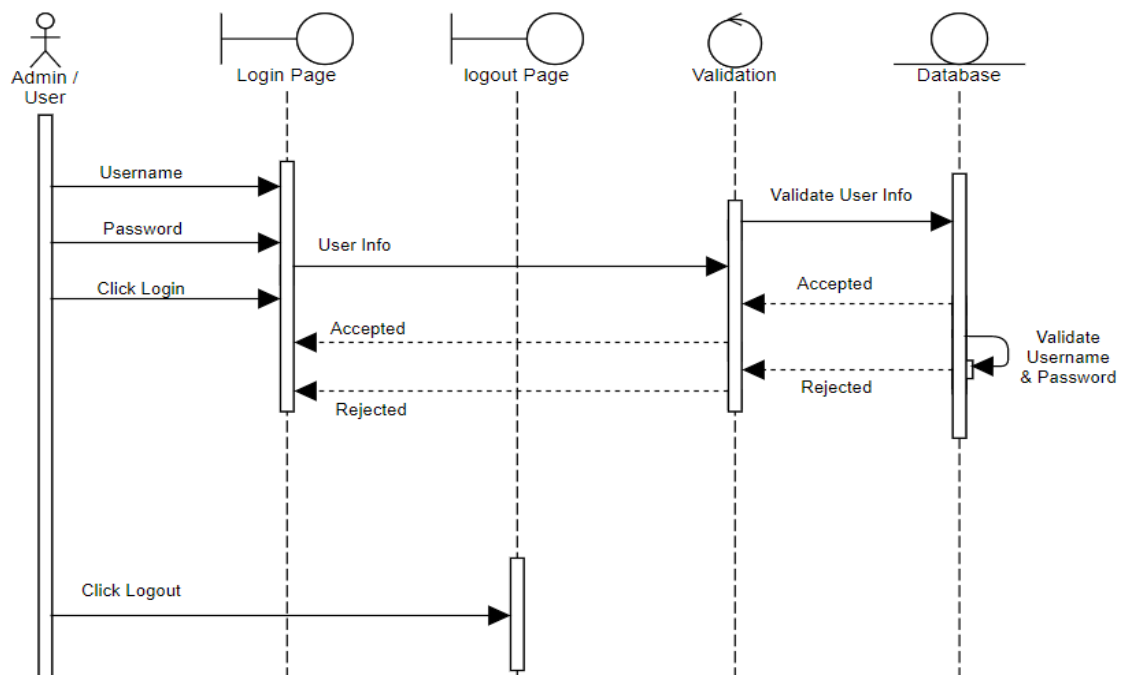 Admin /
User
Login Page
logout Page
Validation
Database
Username
Validate User Info
Password
User Info
Click Login
Accepted
Accepted
Validate
Username
& Password
Rejected
Rejected
Click Logout